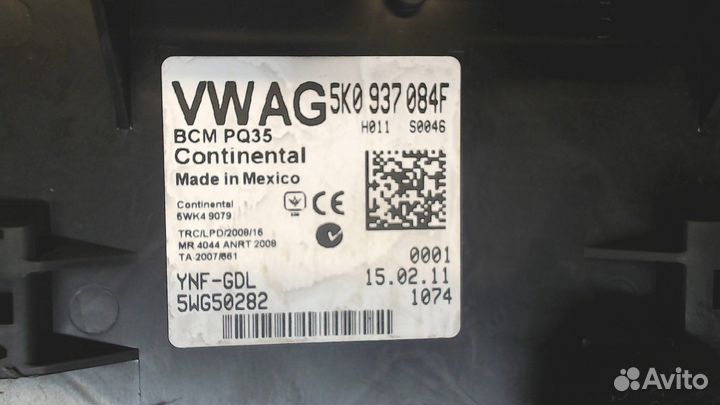 VWAG 5K0 937 084F
H011 S0046
BCM PQ35
Continental
Made in Mexico
Continental
5WK4 9079
CE
TRC/LPD/2008/16
MR 4044 ANRT 2008
TA-2007/661
0001
YNF-GDL 15.02.11
5WG50282 1074
Avito